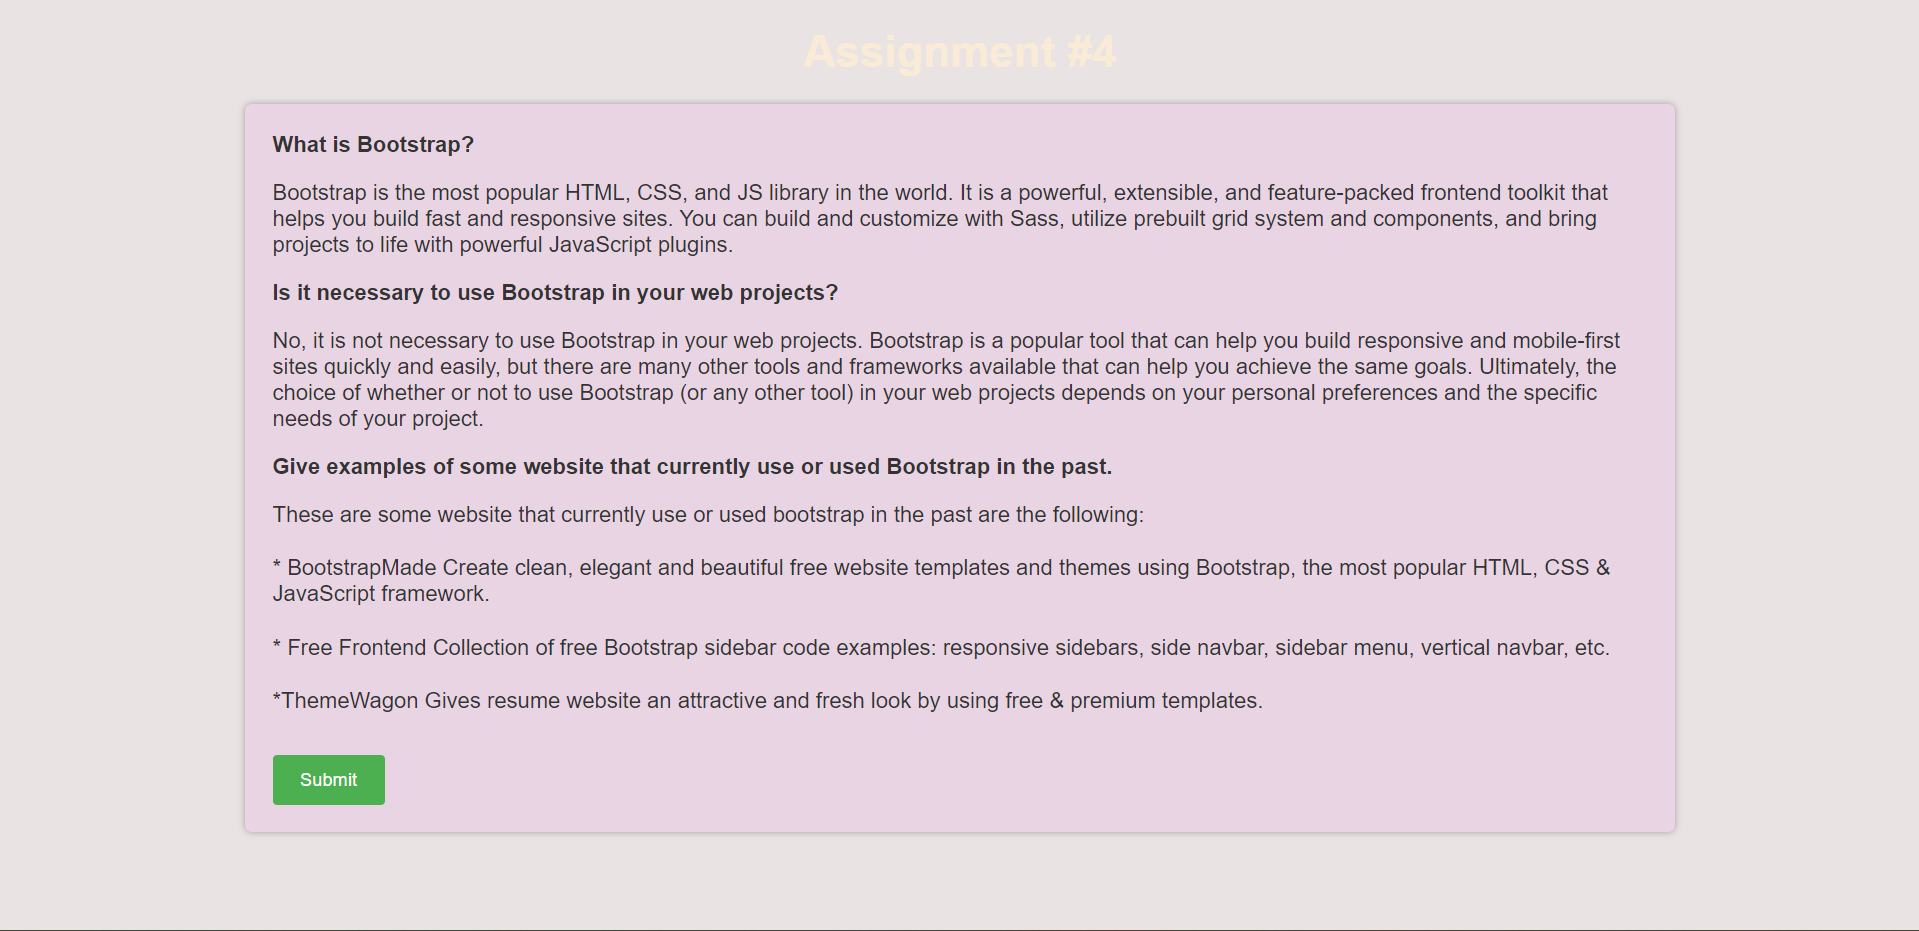 Assignment #4
What is Bootstrap?
Bootstrap is the most popular HTML, CSS, and JS library in the world. It is a powerful, extensible, and feature-packed frontend toolkit that
helps you build fast and responsive sites. You can build and customize with Sass, utilize prebuilt grid system and components, and bring
projects to life with powerful JavaScript plugins.
Is it necessary to use Bootstrap in your web projects?
No, it is not necessary to use Bootstrap in your web projects. Bootstrap is a popular tool that can help you build responsive and mobile-first
sites quickly and easily, but there are many other tools and frameworks available that can help you achieve the same goals. Ultimately, the
choice of whether or not to use Bootstrap (or any other tool) in your web projects depends on your personal preferences and the specific
needs of your project.
Give examples of some website that currently use or used Bootstrap in the past.
These are some website that currently use or used bootstrap in the past are the following:
* BootstrapMade Create clean, elegant and beautiful free website templates and themes using Bootstrap, the most popular HTML, CSS &
JavaScript framework.
* Free Frontend Collection of free Bootstrap sidebar code examples: responsive sidebars, side navbar, sidebar menu, vertical navbar, etc.
*ThemeWagon Gives resume website an attractive and fresh look by using free & premium templates.
Submit